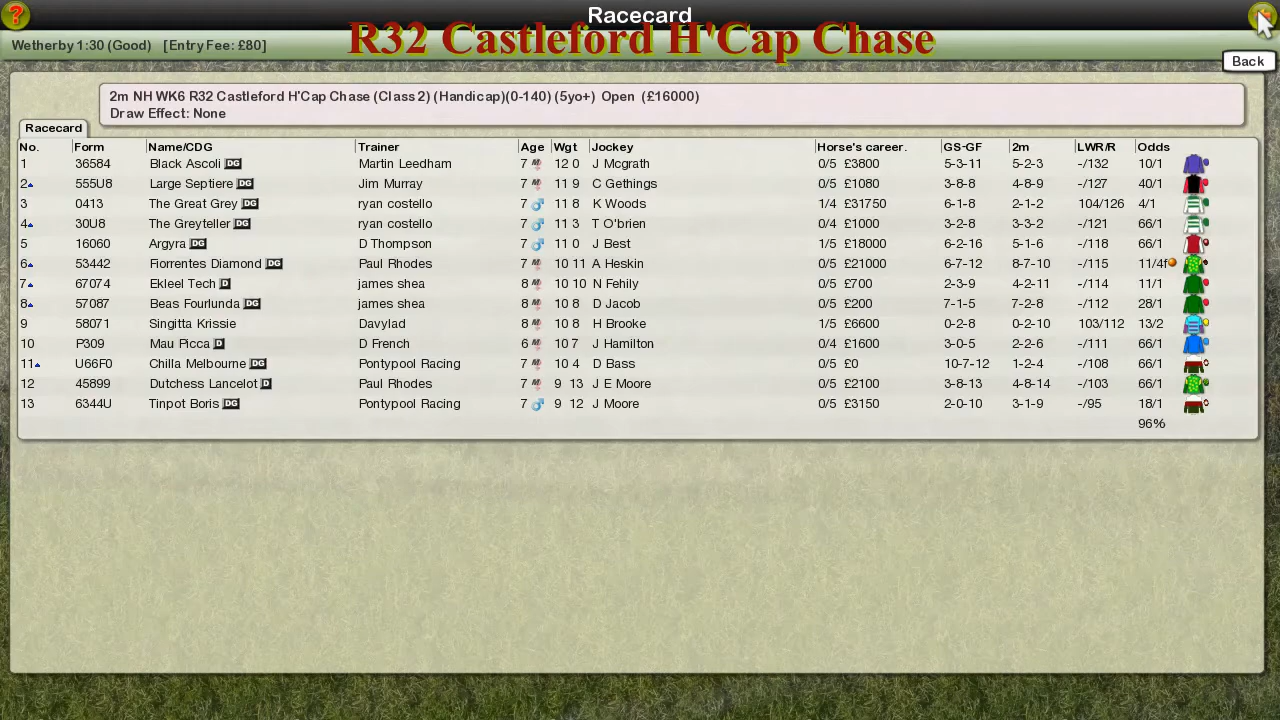 Racecard
R32 Castleford H'Cap Chase
Wetherby 1:30 (Good) [Entry Fee: £80]
Back
2m NH WK6 R32 Castleford H'Cap Chase (Class 2) (Handicap)(0-140) (5yo+) Open (£16000)
Draw Effect: None
Racecard
No. Form Name/CDG Trainer Age Wgt Jockey Horse's career. GS-GF 2m LWR/R Odds
1 36584 Black Ascoli DG Martin Leedham 7 12 0 J Mcgrath 0/5 £3800 5-3-11 5-2-3 -/132 10/1
2 555U8 Large Septiere DG Jim Murray 7 11 9 C Gethings 0/5 £1080 3-8-8 4-8-9 -/127 40/1
3 0413 The Great Grey DG ryan costello 7 11 8 K Woods 1/4 £31750 6-1-8 2-1-2 104/126 4/1
4 30U8 The Greyteller DG ryan costello 7 11 3 T O'brien 0/4 £1000 3-2-8 3-3-2 -/121 66/1
5 16060 Argyra DG D Thompson 7 11 0 J Best 1/5 £18000 6-2-16 5-1-6 -/118 66/1
6 53442 Fiorrentes Diamond DG Paul Rhodes 7 10 11 A Heskin 0/5 £21000 6-7-12 8-7-10 -/115 11/4f
7 67074 Ekleel Tech D james shea 8 10 10 N Fehily 0/5 £700 2-3-9 4-2-11 -/114 11/1
8 57087 Beas Fourlunda DG james shea 8 10 8 D Jacob 0/5 £200 7-1-5 7-2-8 -/112 28/1
9 58071 Singitta Krissie Davylad 8 10 8 H Brooke 1/5 £6600 0-2-8 0-2-10 103/112 13/2
10 P309 Mau Picca D D French 6 10 7 J Hamilton 0/4 £1600 3-0-5 2-2-6 -/111 66/1
11 U66F0 Chilla Melbourne DG Pontypool Racing 7 10 4 D Bass 0/5 £0 10-7-12 1-2-4 -/108 66/1
12 45899 Dutchess Lancelot D Paul Rhodes 7 9 13 J E Moore 0/5 £2100 3-8-13 4-8-14 -/103 66/1
13 6344U Tinpot Boris DG Pontypool Racing 7 9 12 J Moore 0/5 £3150 2-0-10 3-1-9 -/95 18/1
96%